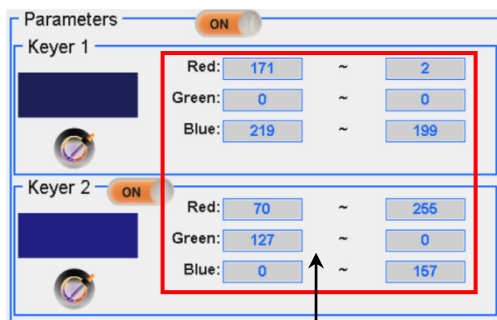 Parameters ON
Keyer 1
Red: 171 ~ 2
Green: 0 ~ 0
Blue: 219 ~ 199
Keyer 2 ON
Red: 70 ~ 255
Green: 127 ~ 0
Blue: 0 ~ 157